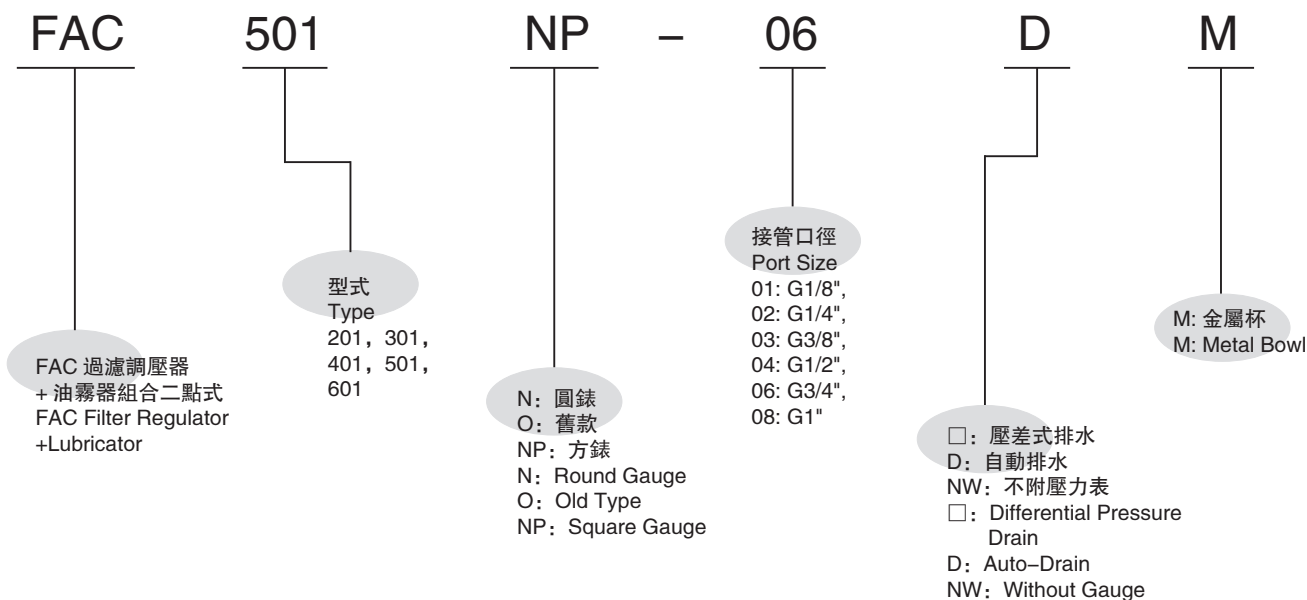 FAC 501 NP – 06 D M
FAC 過濾調壓器
+ 油霧器組合二點式
FAC Filter Regulator
+Lubricator
型式
Type
201，301，
401，501，
601
N：圓錶
O：舊款
NP：方錶
N：Round Gauge
O：Old Type
NP：Square Gauge
接管口徑
Port Size
01: G1/8",
02: G1/4",
03: G3/8",
04: G1/2",
06: G3/4",
08: G1"
□：壓差式排水
D：自動排水
NW：不附壓力表
□：Differential Pressure
Drain
D：Auto–Drain
NW：Without Gauge
M: 金屬杯
M: Metal Bowl